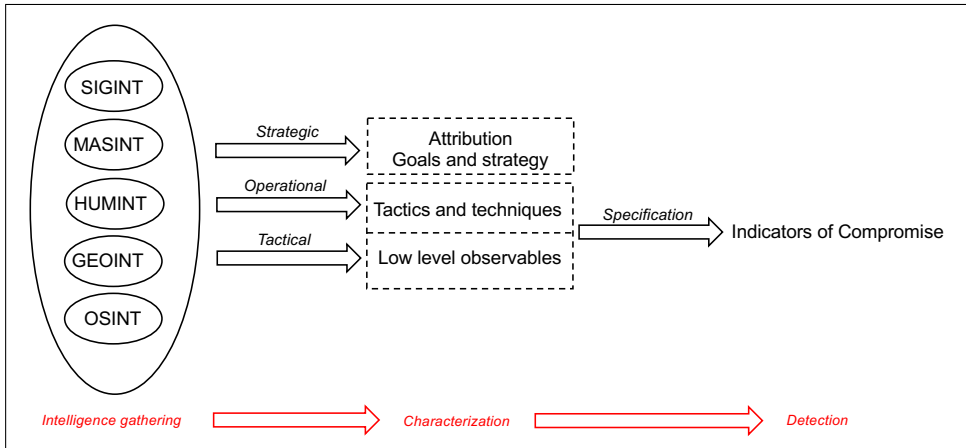 SIGINT
MASINT
HUMINT
GEOINT
OSINT
Strategic
Operational
Tactical
Attribution
Goals and strategy
Tactics and techniques
Low level observables
Specification
Indicators of Compromise
Intelligence gathering
Characterization
Detection